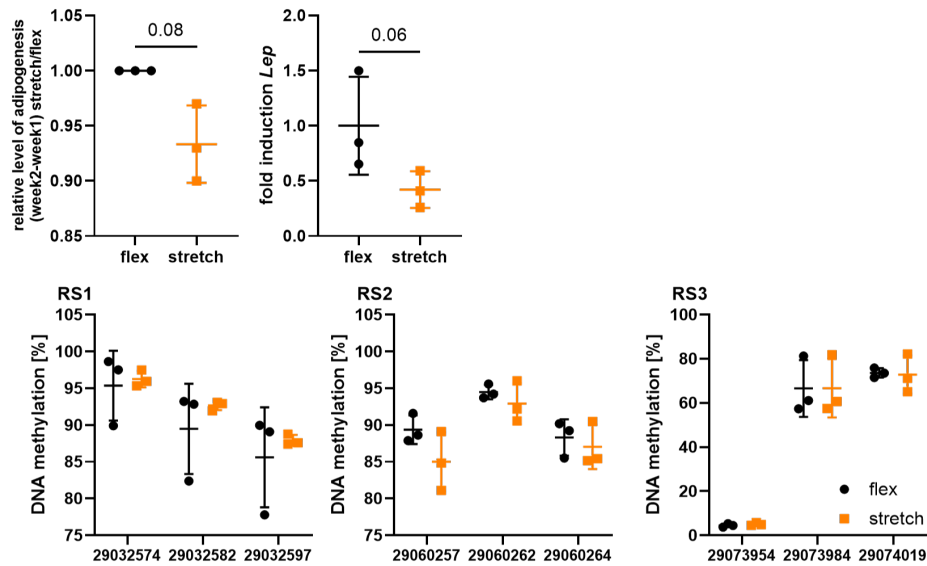 relative level of adipogenesis
(week2-week1) stretch/flex
1.05
1.00
0.95
0.90
0.85
0.08
flex stretch
fold induction Lep
2.0
1.5
1.0
0.5
0.0
0.06
flex stretch
RS1
DNA methylation [%]
105
100
95
90
85
80
75
29032574 29032582 29032597
RS2
DNA methylation [%]
105
100
95
90
85
80
75
29060257 29060262 29060264
RS3
DNA methylation [%]
100
80
60
40
20
0
flex
stretch
29073954 29073984 29074019